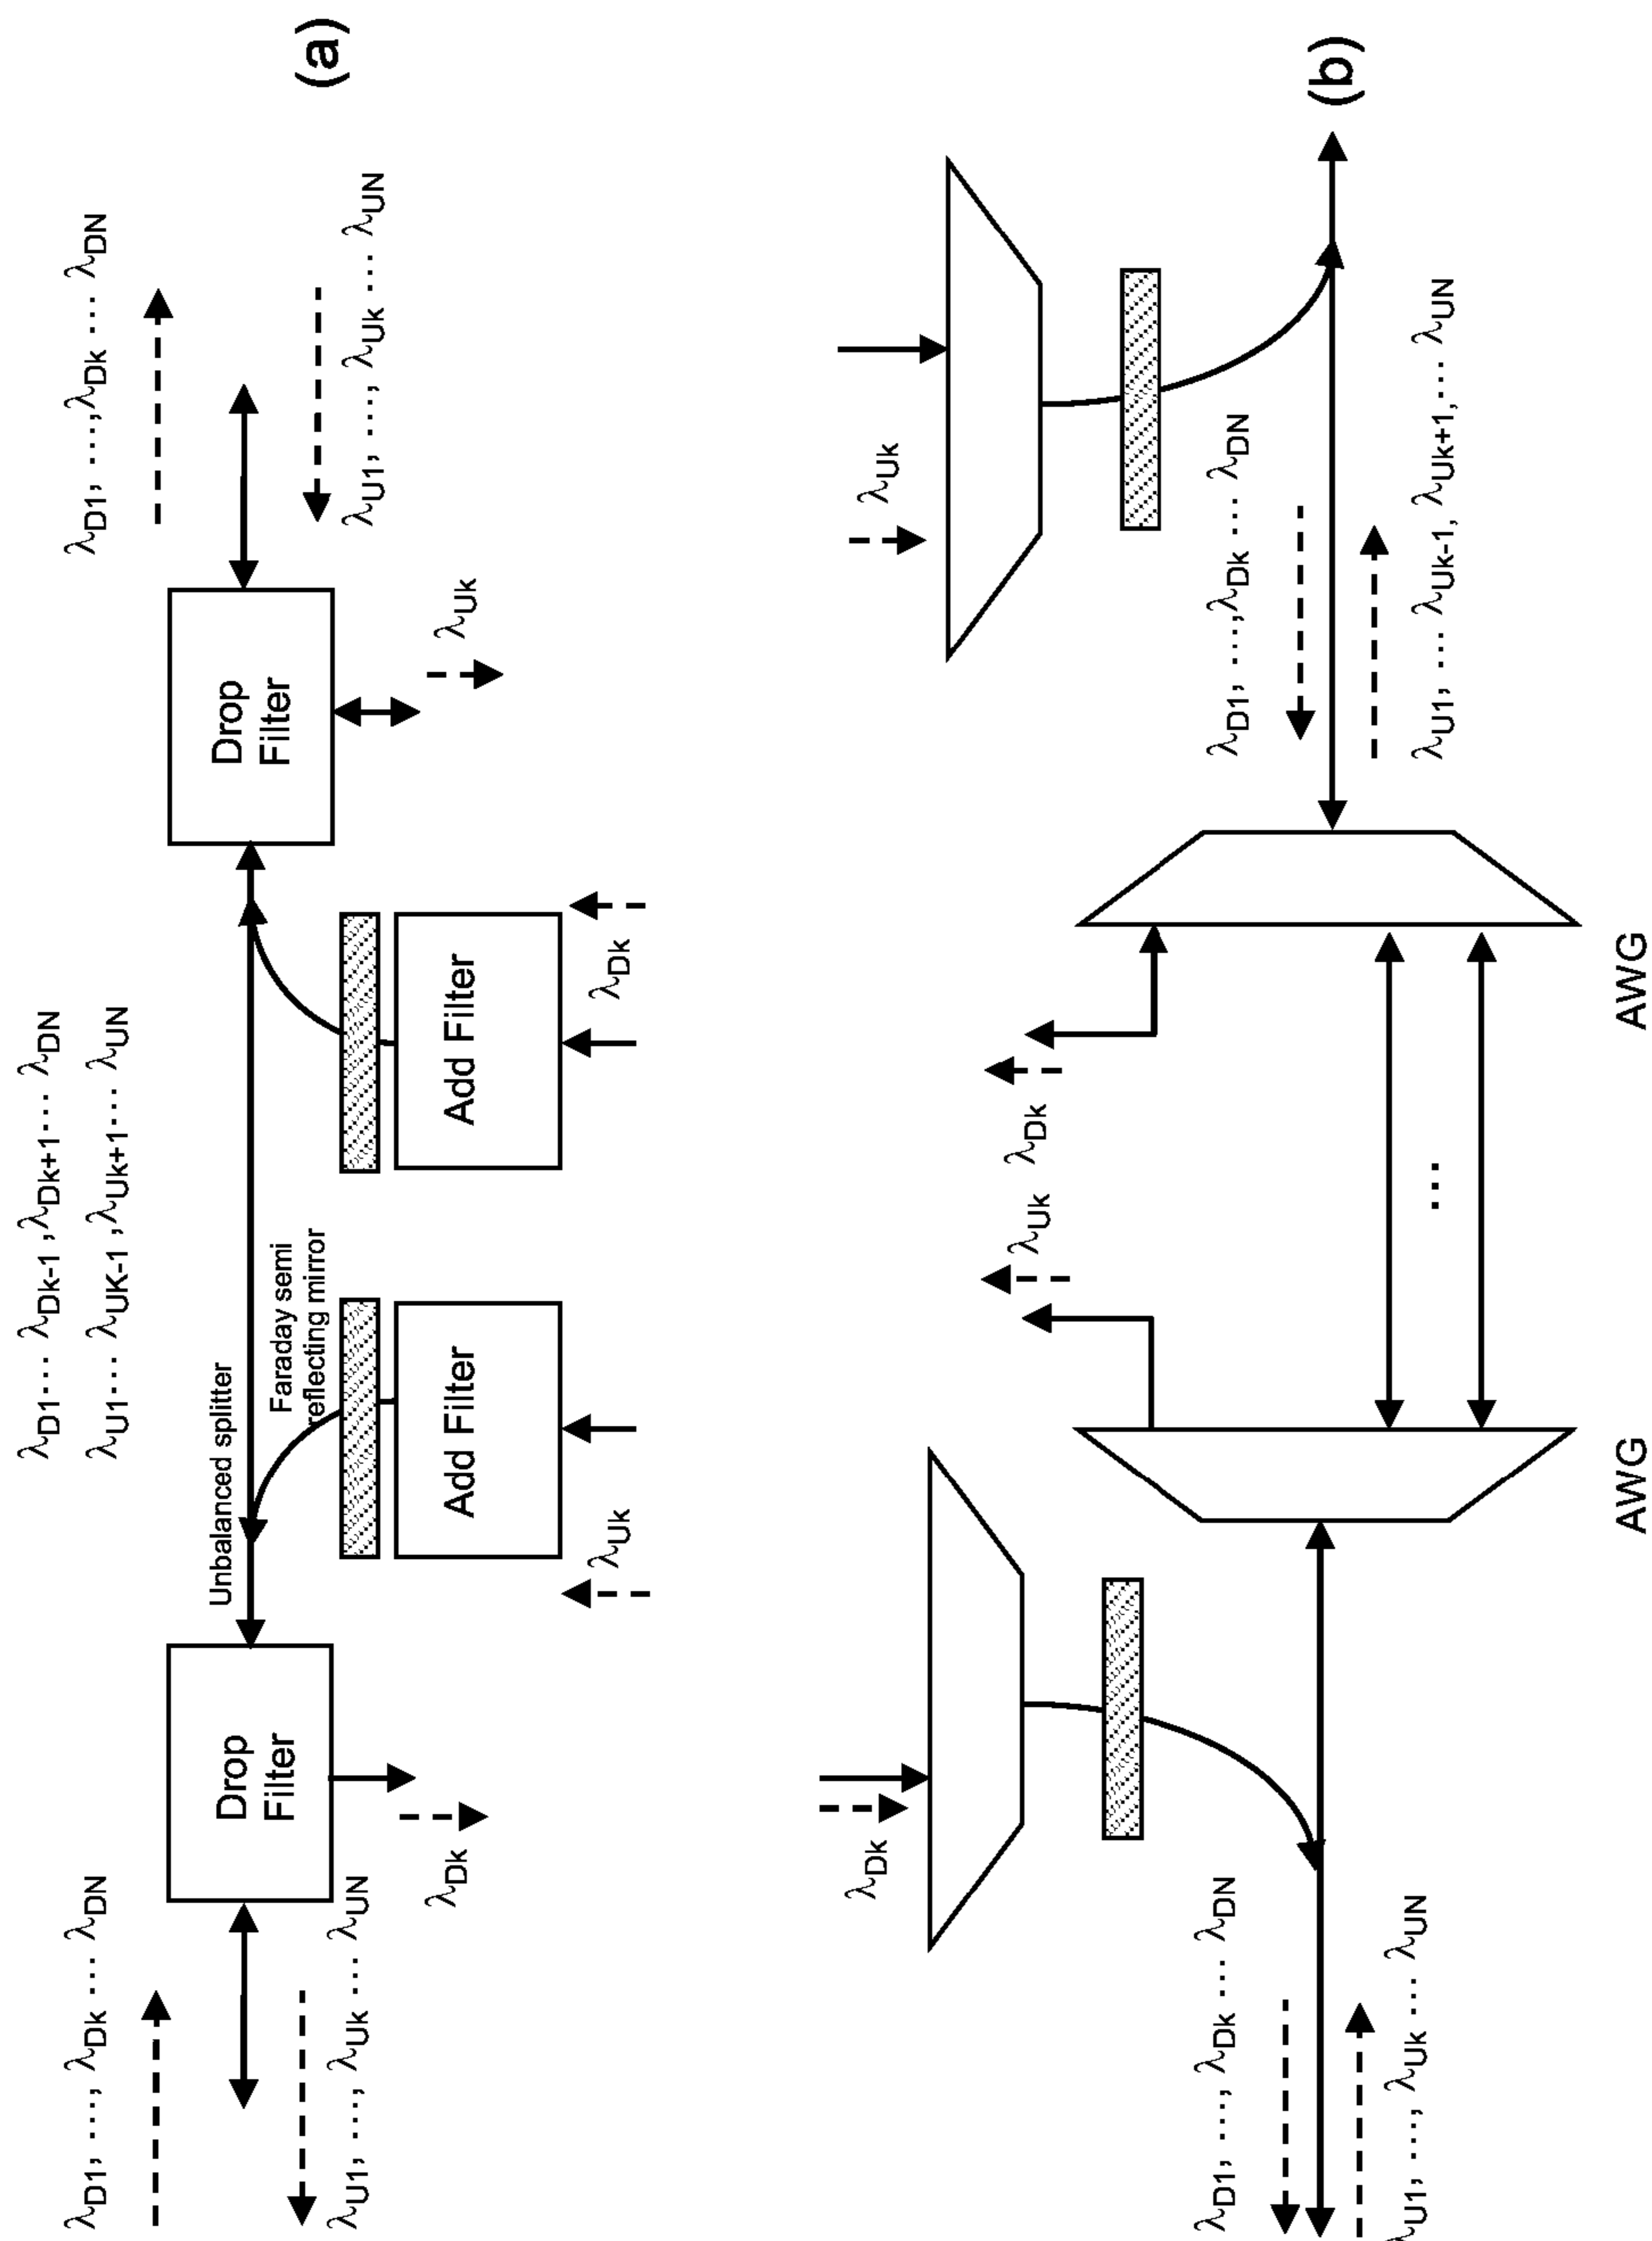 λD1··· λDk-1 ,λDk+1··· λDN
λU1··· λUK-1 ,λUk+1··· λUN
λD1, ···, λDk ··· λDN
λD1, ···,λDk ··· λDN
Unbalanced splitter
Drop
Filter
Faraday semi
reflecting mirror
Drop
Filter
(a)
λU1, ···, λUk ··· λUN
λU1, ···, λUk ··· λUN
Add Filter
Add Filter
λDk
λUk
λDk
λUk
λDk
λUk
λUk
λDk
λD1, ···, λDk ··· λDN
λD1, ···,λDk ··· λDN
(b)
λU1, ···, λUk ··· λUN
···
λU1, ··· λUk-1, λUk+1,··· λUN
AWG
AWG